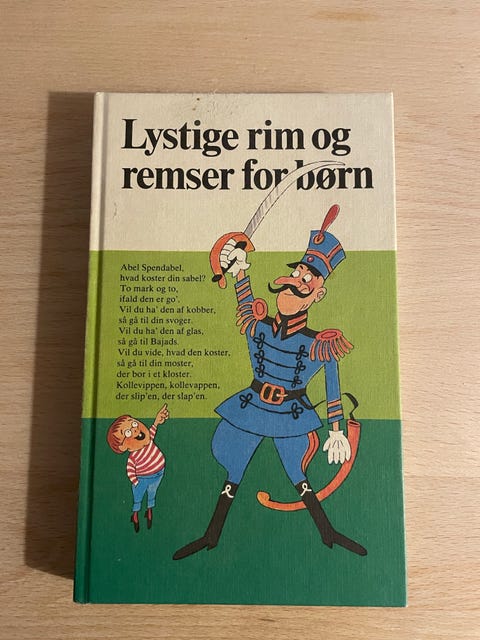 Lystige rim og
remser for børn
Abel Spendabel,
hvad koster din sabel?
To mark og to,
ifald den er go'.
Vil du ha' den af kobber,
så gå til din svoger.
Vil du ha' den af glas,
så gå til Bajads.
Vil du vide, hvad den koster,
så gå til din moster,
der bor i et kloster.
Kollevippen, kollevappen,
der slip'en, der slap'en.